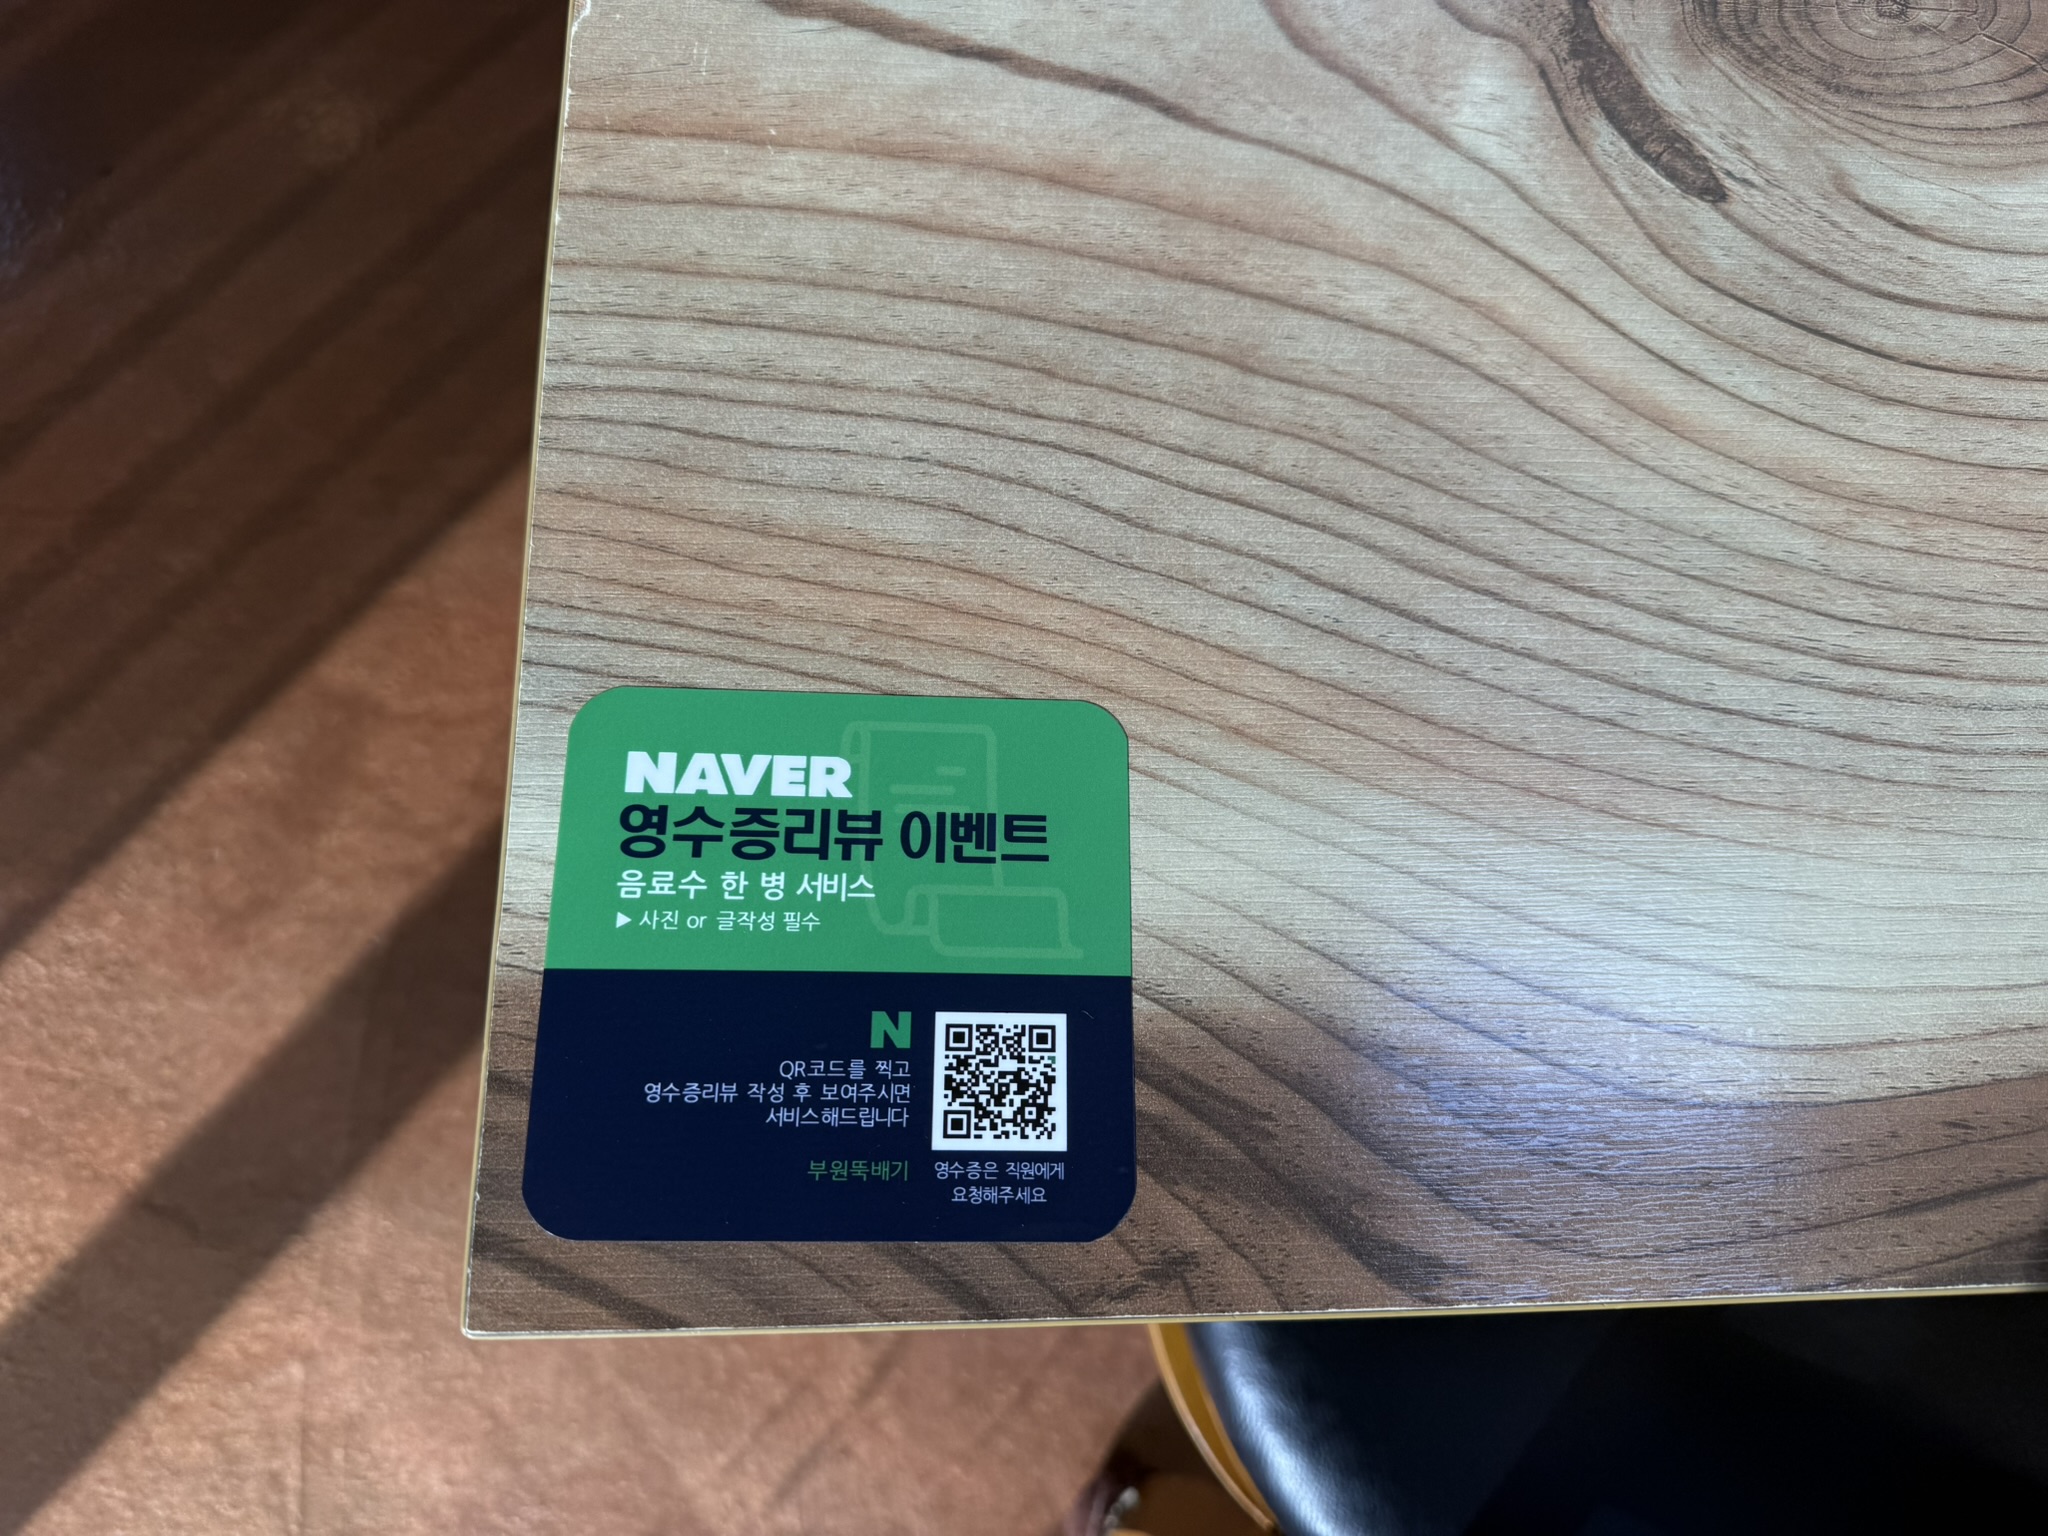 NAVER
영수증리뷰 이벤트
음료수 한 병 서비스
▶ 사진 or 글작성 필수
N
QR코드를 찍고
영수증리뷰 작성 후 보여주시면
서비스해드립니다
부원뚝배기
영수증은 직원에게
요청해주세요